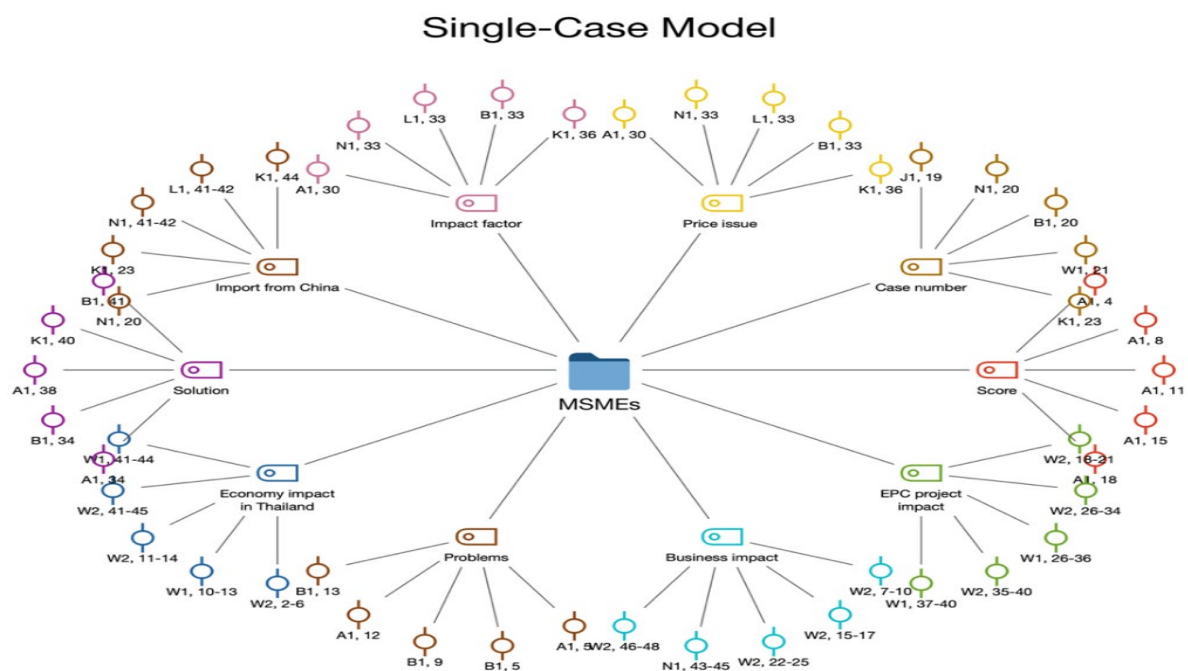 Single-Case Model
L1, 33
B1, 33
N1, 33
K1, 36
A1, 30
Impact factor
A1, 30
N1, 33
L1, 33
B1, 33
K1, 36
Price issue
K1, 44
L1, 41-42
N1, 41-42
K1, 23
N1, 20
Import from China
J1, 19
N1, 20
B1, 20
W1, 21
K1, 23
Case number
B1, 41
K1, 40
A1, 38
B1, 34
A1, 34
Solution
MSMEs
A1, 4
A1, 8
A1, 11
A1, 15
A1, 18
Score
W1, 41-44
W2, 41-45
W2, 11-14
W1, 10-13
W2, 2-6
Economy impact
in Thailand
W2, 18-21
W2, 26-34
W1, 26-36
W2, 35-40
W1, 37-40
EPC project
impact
Problems
B1, 13
A1, 12
B1, 9
B1, 5
A1, 5
Business impact
W2, 7-10
W2, 15-17
W2, 22-25
N1, 43-45
W2, 46-48